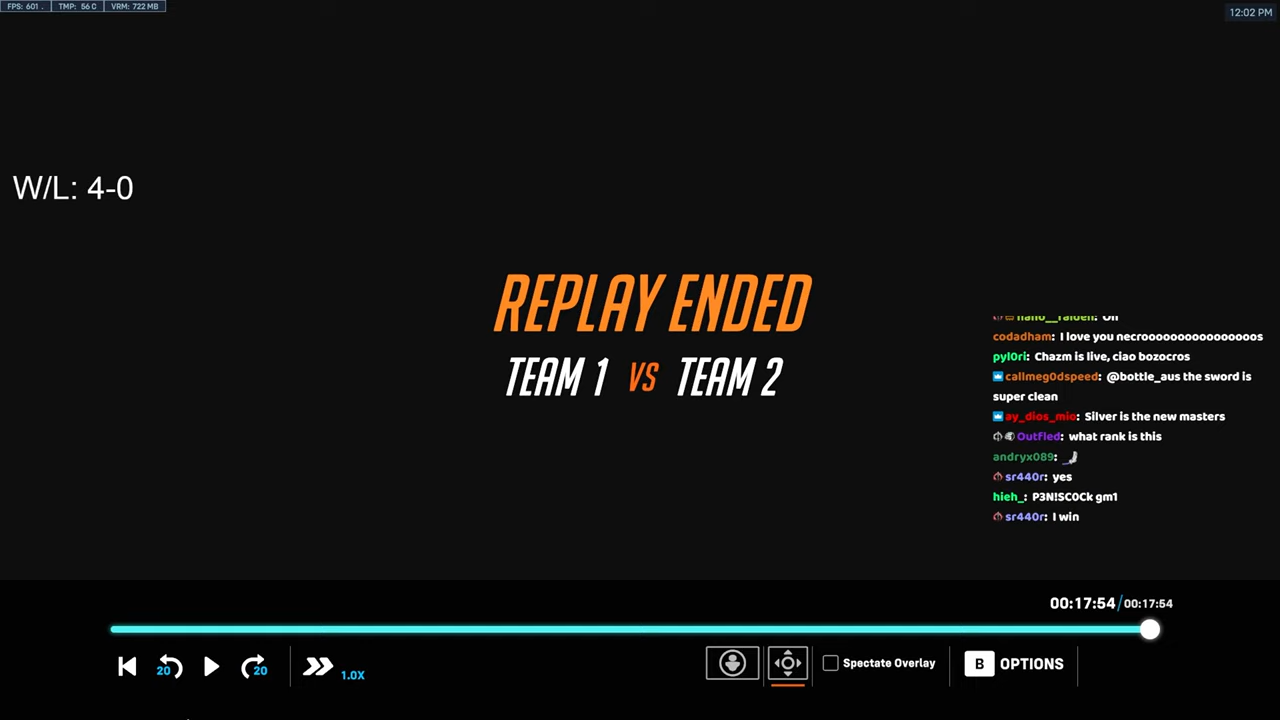 FPS: 601 . TMP: 56 C VRM: 722 MB
12:02 PM
W/L: 4-0
REPLAY ENDED
TEAM 1 VS TEAM 2
codadham: I love you necroooooooooooooooos
pyl0ri: Chazm is live, ciao bozocros
callmeg0dspeed: @bottle_aus the sword is
super clean
ay_dios_mio: Silver is the new masters
Outfled: what rank is this
andryx089:
sr440r: yes
hieh_: P3N!SC0Ck gm1
sr440r: I win
00:17:54/00:17:54
20 20 1.0X
Spectate Overlay
B OPTIONS